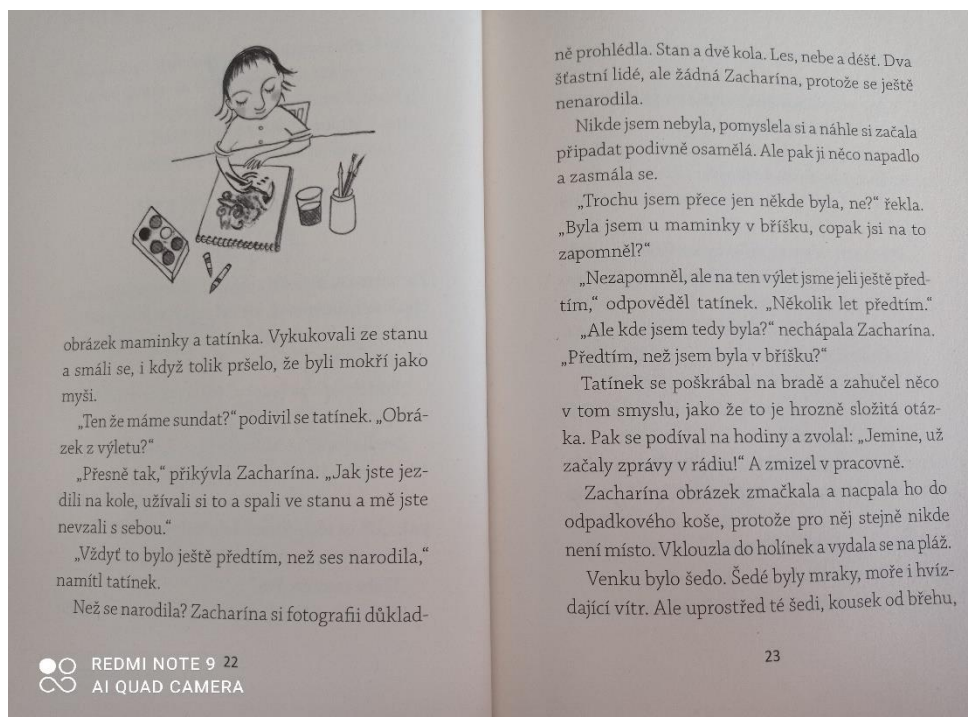 obrázek maminky a tatínka. Vykukovali ze stanu
a smáli se, i když tolik pršelo, že byli mokří jako
myši.
„Ten že máme sundat?“ podivil se tatínek. „Obrá-
zek z výletu?“
„Přesně tak,“ přikývla Zacharína. „Jak jste jez-
dili na kole, užívali si to a spali ve stanu a mě jste
nevzali s sebou.“
„Vždyť to bylo ještě předtím, než ses narodila,“
namítl tatínek.
Než se narodila? Zacharína si fotografii důklad-
22
REDMI NOTE 9
AI QUAD CAMERA
ně prohlédla. Stan a dvě kola. Les, nebe a déšť. Dva
šťastní lidé, ale žádná Zacharína, protože se ještě
nenarodila.
Nikde jsem nebyla, pomyslela si a náhle si začala
připadat podivně osamělá. Ale pak ji něco napadlo
a zasmála se.
„Trochu jsem přece jen někde byla, ne?“ řekla.
„Byla jsem u maminky v bříšku, copak jsi na to
zapomněl?“
„Nezapomněl, ale na ten výlet jsme jeli ještě před-
tím,“ odpověděl tatínek. „Několik let předtím.“
„Ale kde jsem tedy byla?“ nechápala Zacharína.
„Předtím, než jsem byla v bříšku?“
Tatínek se poškrábal na bradě a zahučel něco
v tom smyslu, jako že to je hrozně složitá otáz-
ka. Pak se podíval na hodiny a zvolal: „Jemine, už
začaly zprávy v rádiu!“ A zmizel v pracovně.
Zacharína obrázek zmačkala a nacpala ho do
odpadkového koše, protože pro něj stejně nikde
není místo. Vklouzla do holínek a vydala se na pláž.
Venku bylo šedo. Šedé byly mraky, moře i hvíz-
dající vítr. Ale uprostřed té šedi, kousek od břehu,
23